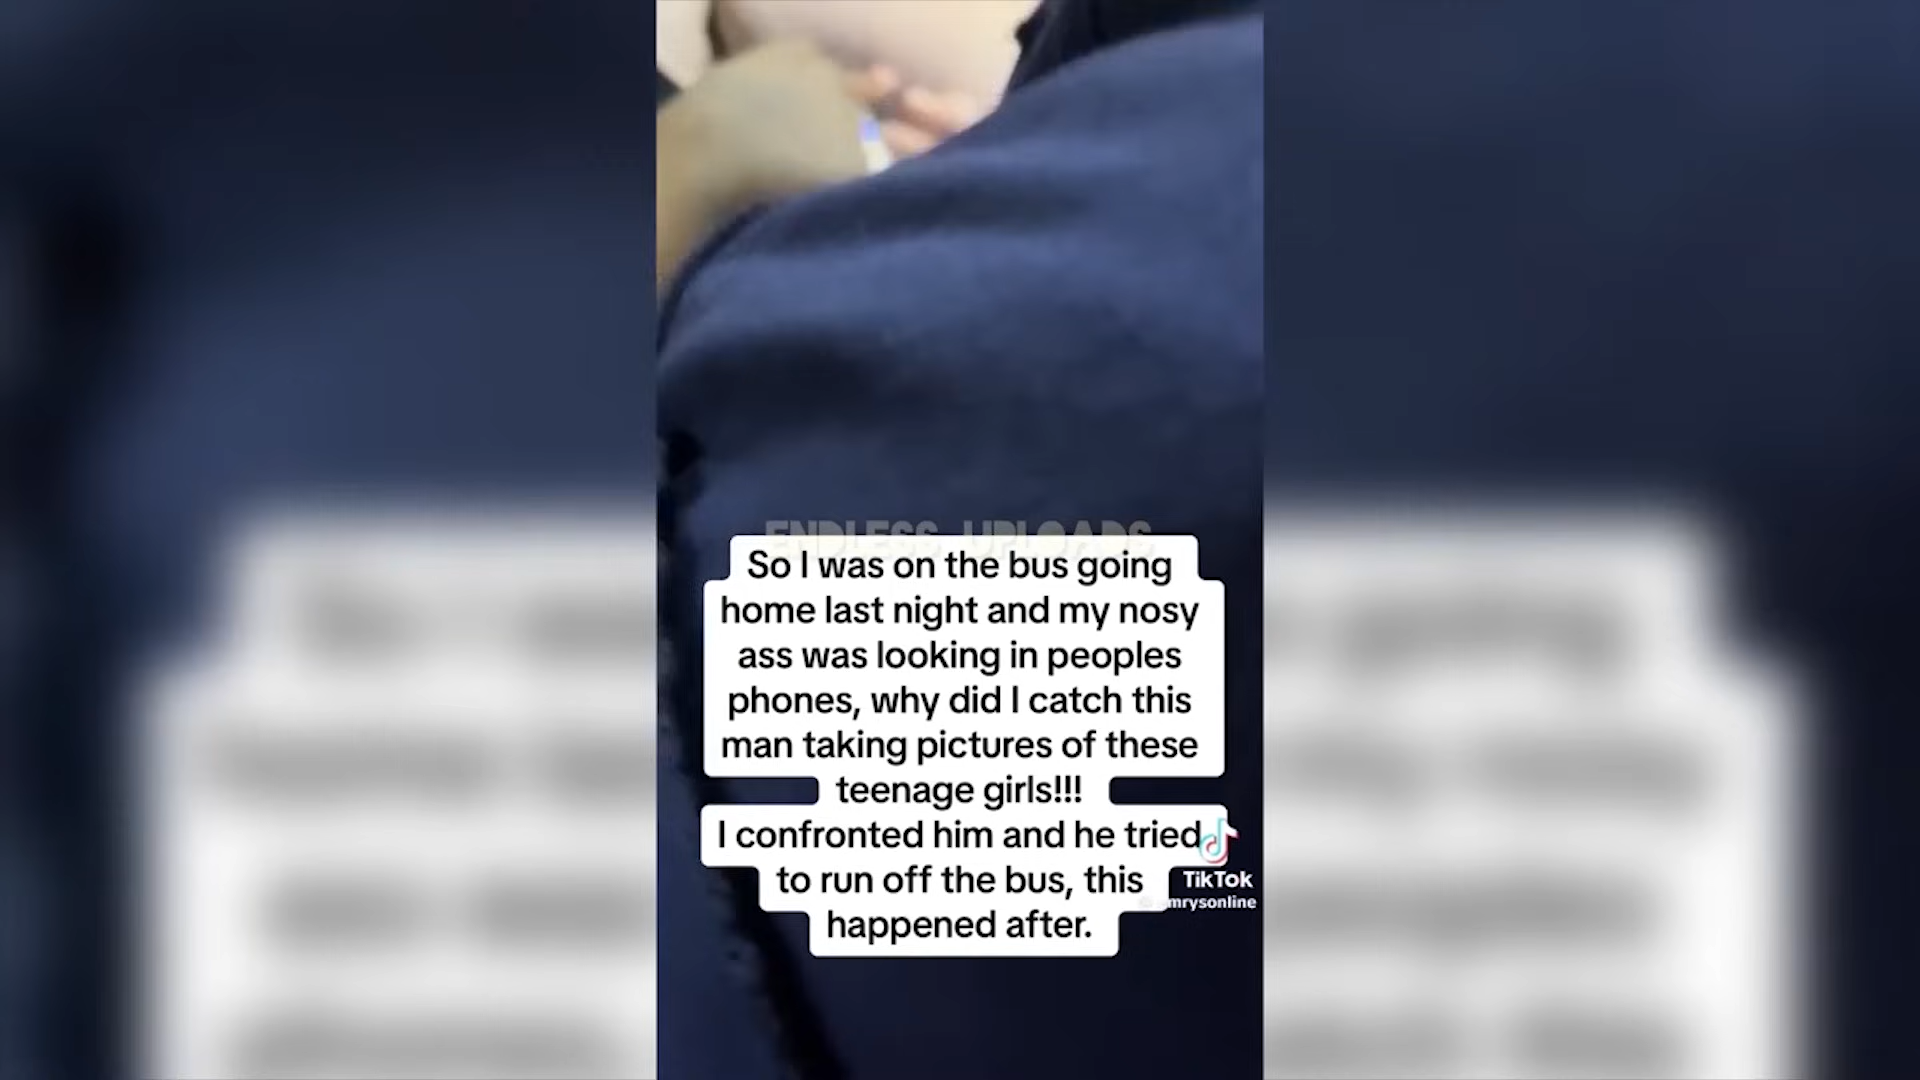 ENDLESS UPLOADS
So I was on the bus going
home last night and my nosy
ass was looking in peoples
phones, why did I catch this
man taking pictures of these
teenage girls!!!
I confronted him and he tried
to run off the bus, this
happened after.
TikTok